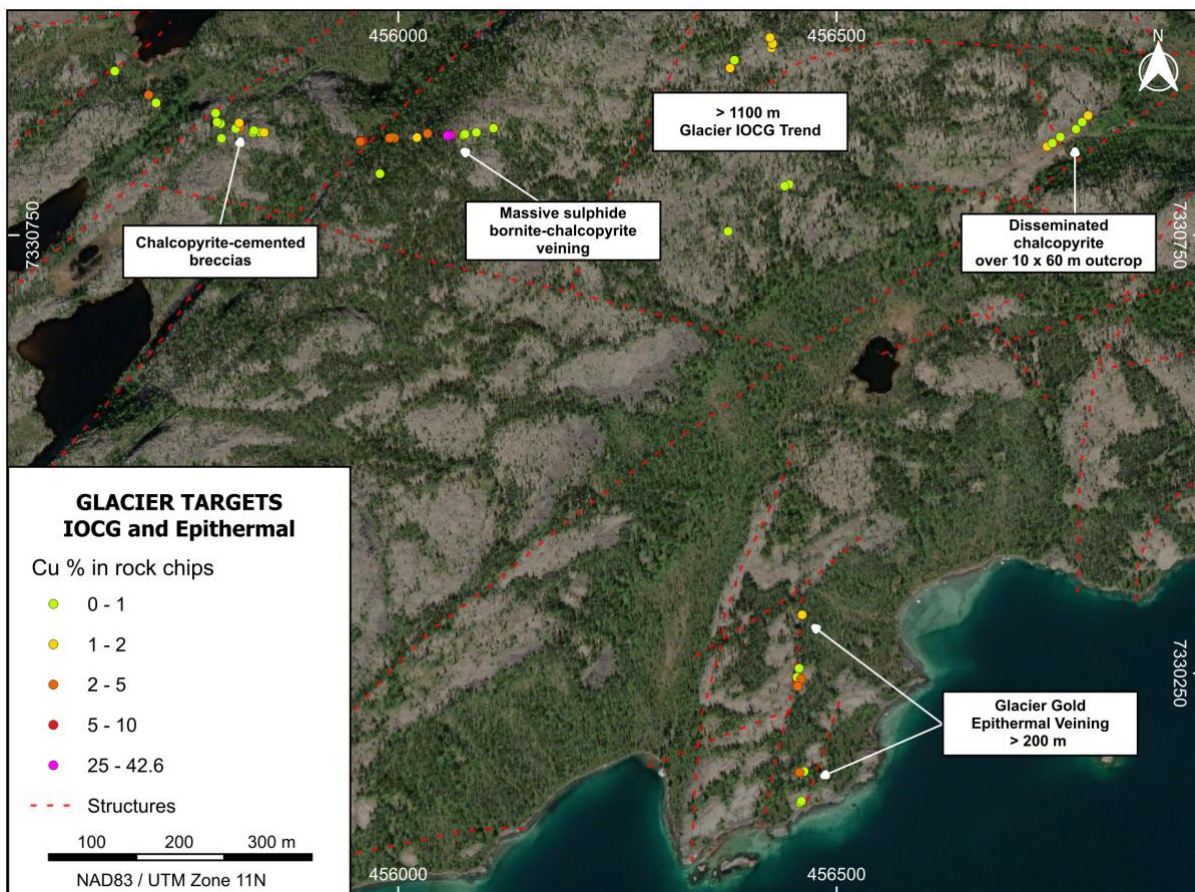 456000
456500
N
> 1100 m
Glacier IOCG Trend
7330750
Chalcopyrite-cemented
breccias
Massive sulphide
bornite-chalcopyrite
veining
Disseminated
chalcopyrite
over 10 x 60 m outcrop
7330750
GLACIER TARGETS
IOCG and Epithermal
Cu % in rock chips
0 - 1
1 - 2
2 - 5
5 - 10
25 - 42.6
Structures
100 200 300 m
NAD83 / UTM Zone 11N
7330250
Glacier Gold
Epithermal Veining
> 200 m
456000
456500